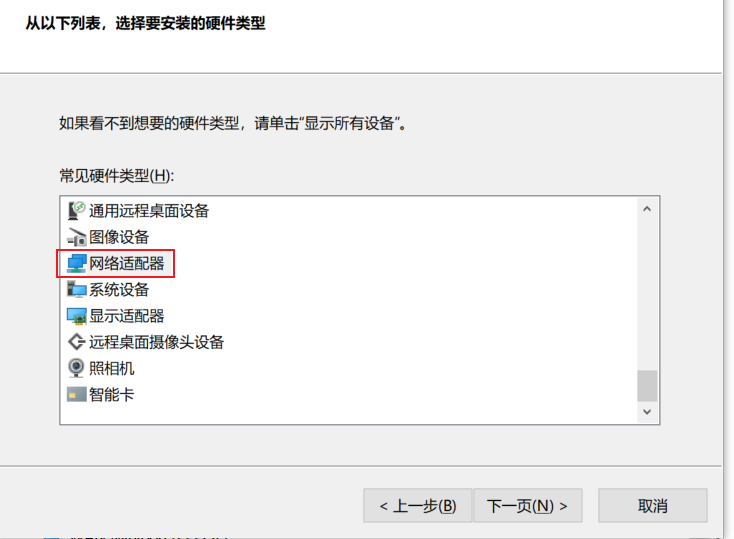 从以下列表，选择要安装的硬件类型
如果看不到想要的硬件类型，请单击“显示所有设备”。
常见硬件类型(H):
通用远程桌面设备
图像设备
网络适配器
系统设备
显示适配器
远程桌面摄像头设备
照相机
智能卡
< 上一步(B)
下一页(N) >
取消